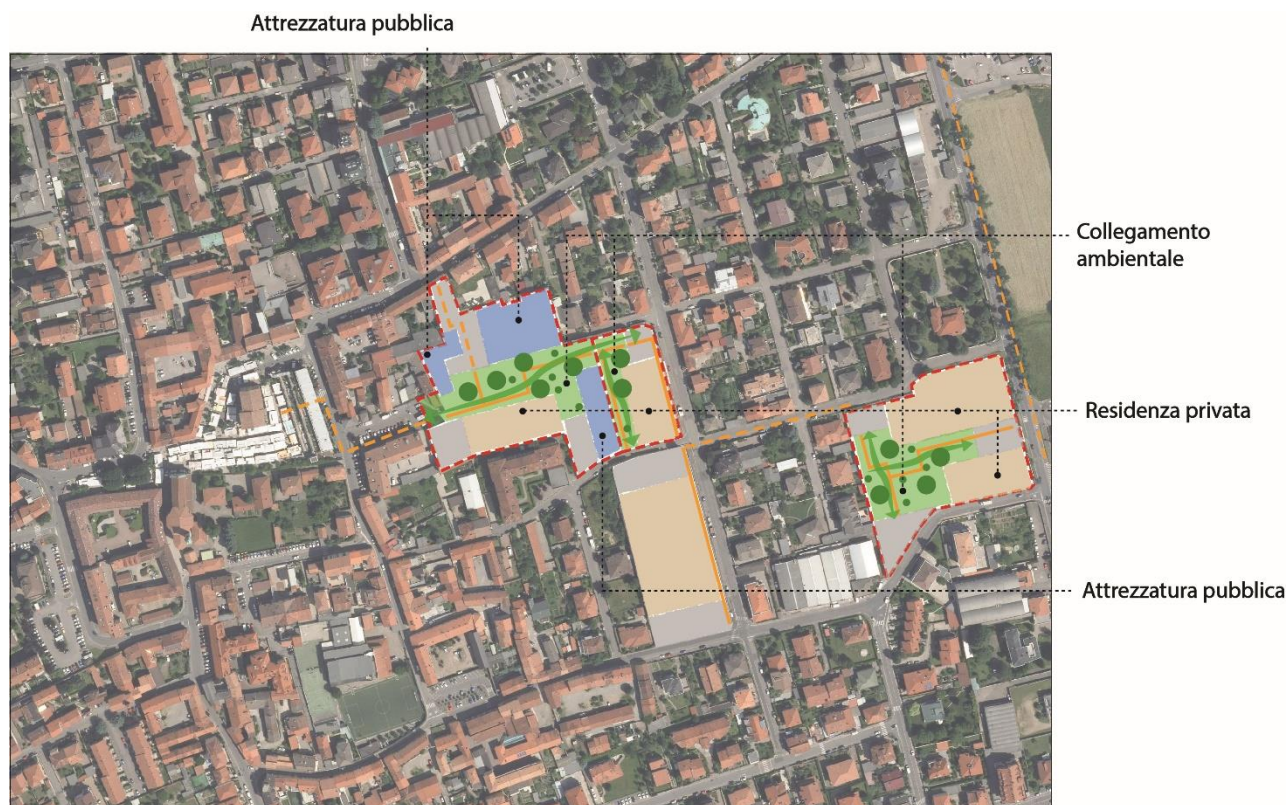 Attrezzatura pubblica
Collegamento
ambientale
Residenza privata
Attrezzatura pubblica